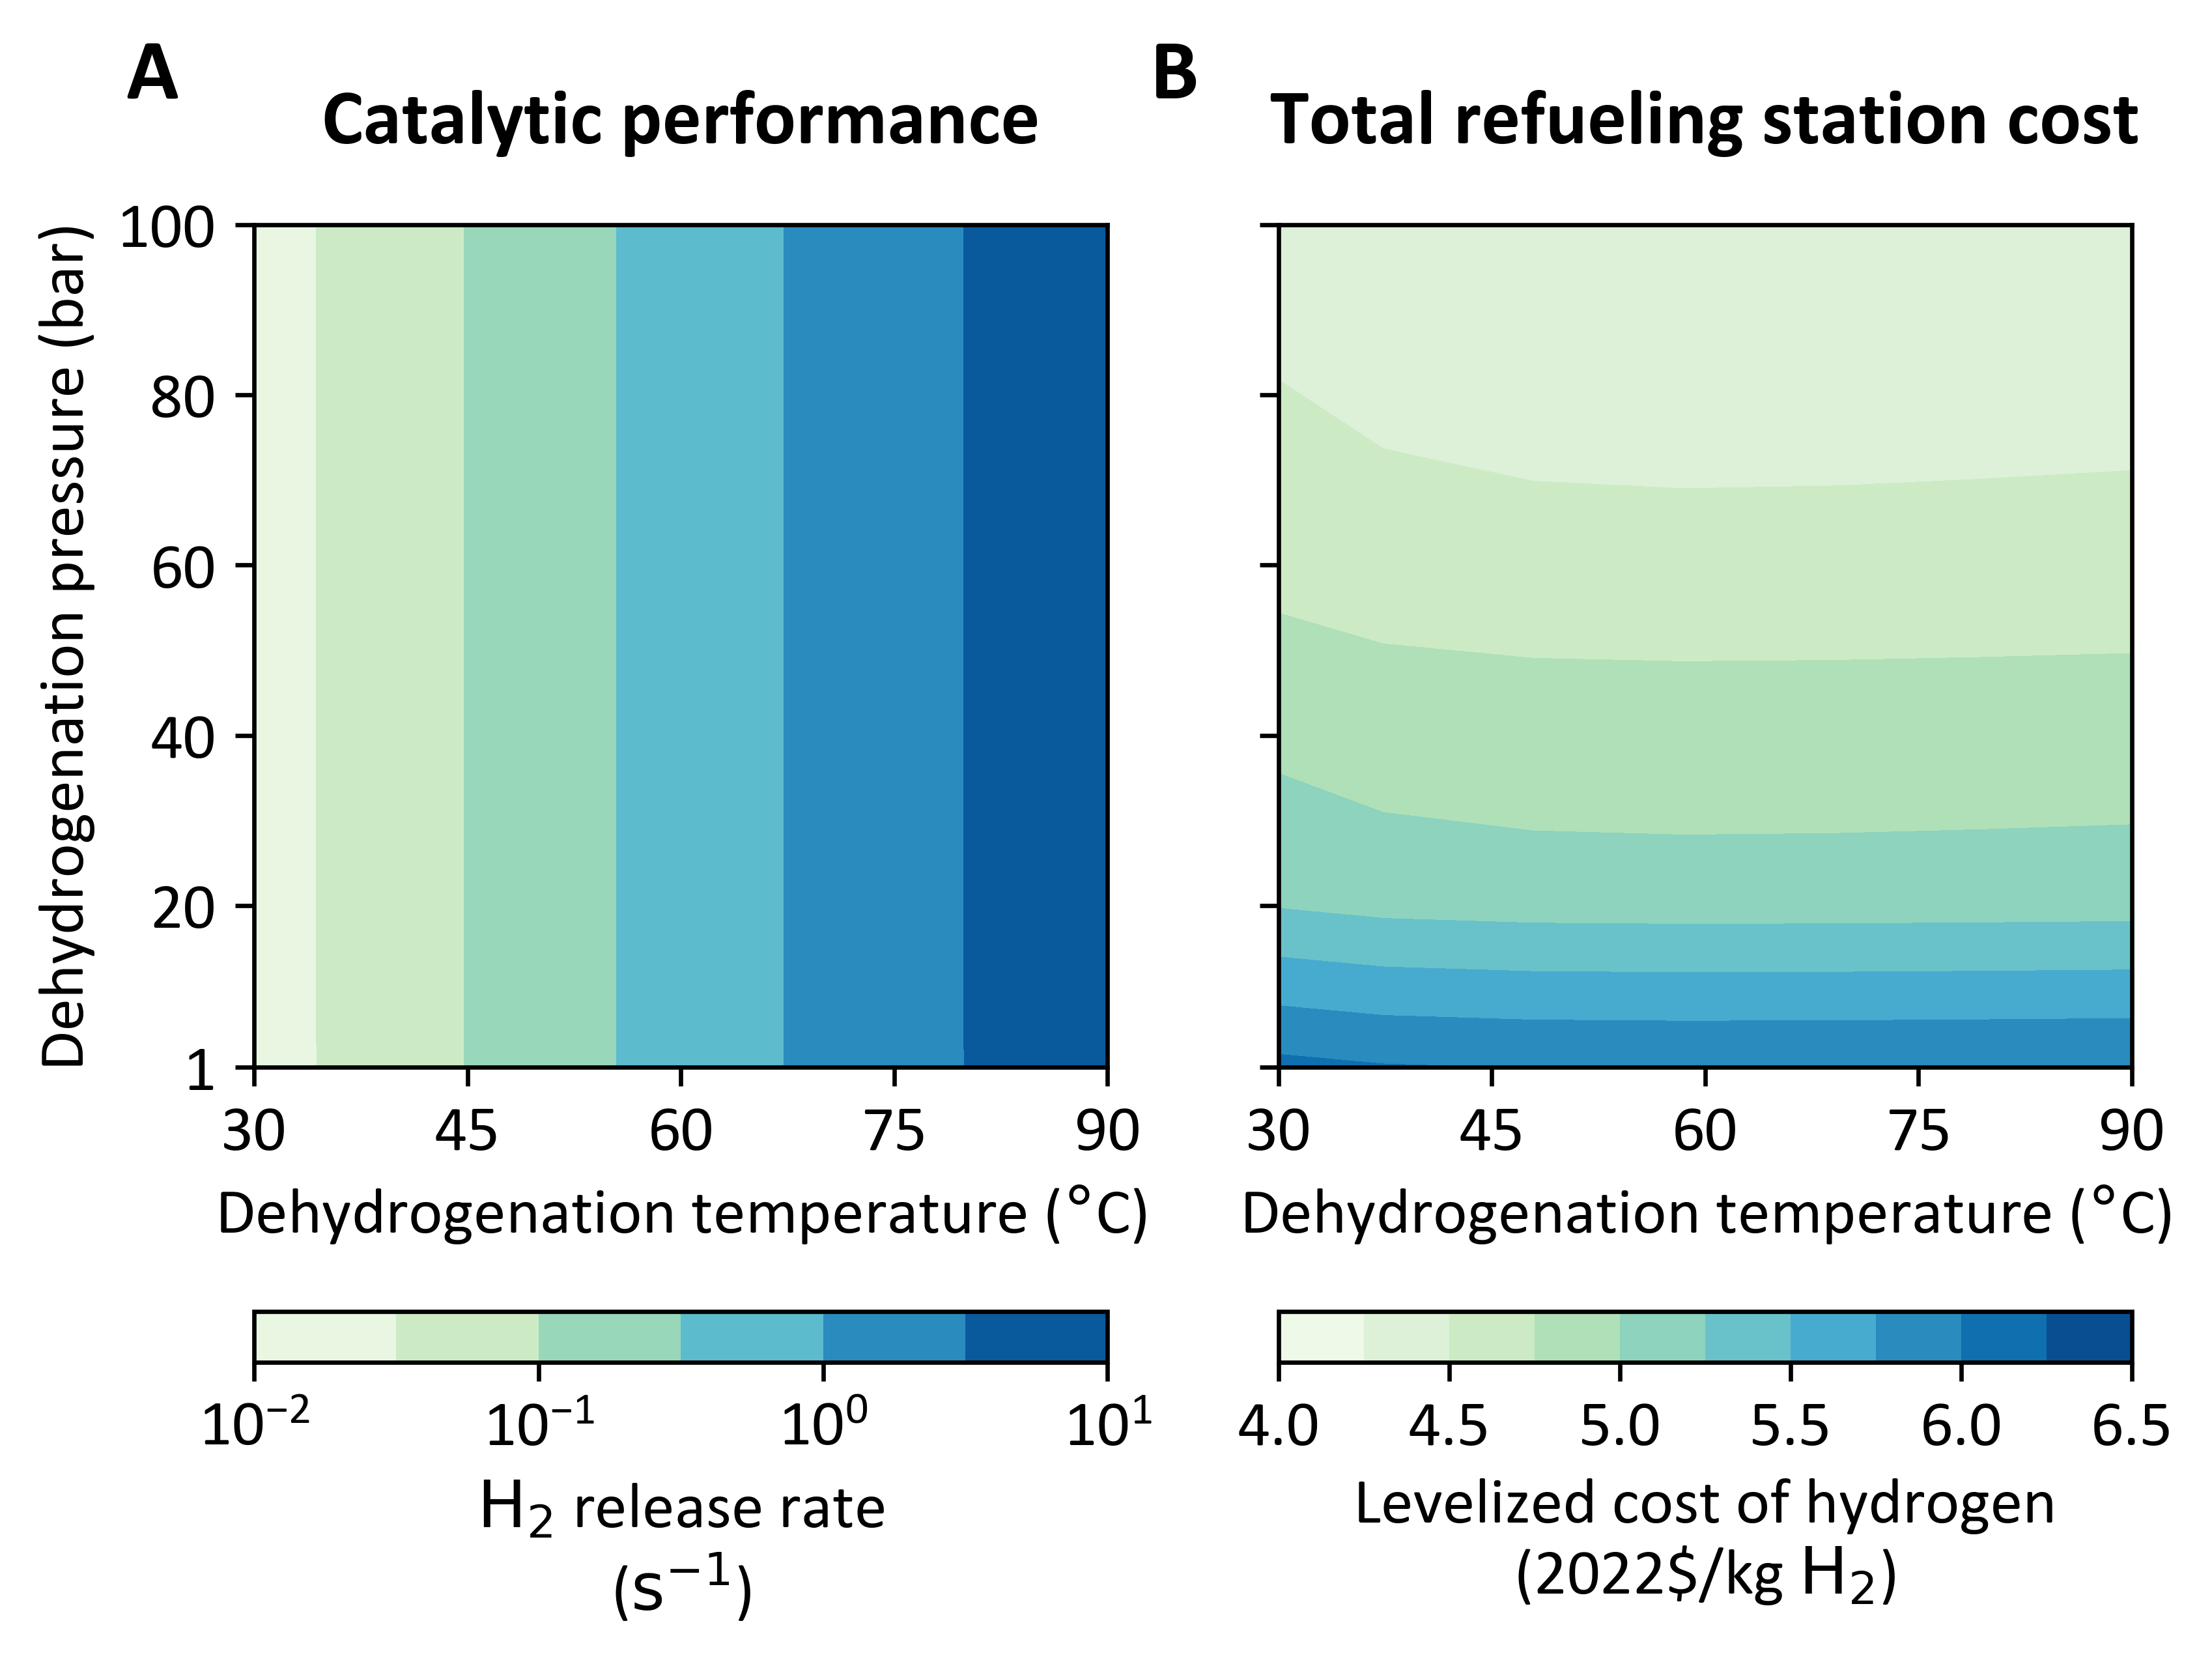 A
B
Catalytic performance
Total refueling station cost
Dehydrogenation pressure (bar)
100
80
60
40
20
1
30 45 60 75 90
30 45 60 75 90
Dehydrogenation temperature (°C)
Dehydrogenation temperature (°C)
10⁻² 10⁻¹ 10⁰ 10¹
H₂ release rate
(s⁻¹)
4.0 4.5 5.0 5.5 6.0 6.5
Levelized cost of hydrogen
(2022$/kg H₂)